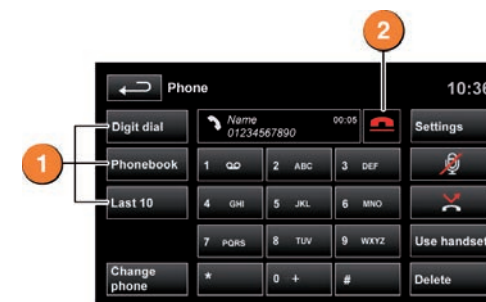 2
Phone 10:36
Digit dial Name 00:05 Settings
01234567890
1
Phonebook 1 2 ABC 3 DEF
Last 10 4 GHI 5 JKL 6 MNO
7 PQRS 8 TUV 9 WXYZ Use handset
Change phone * 0 + # Delete